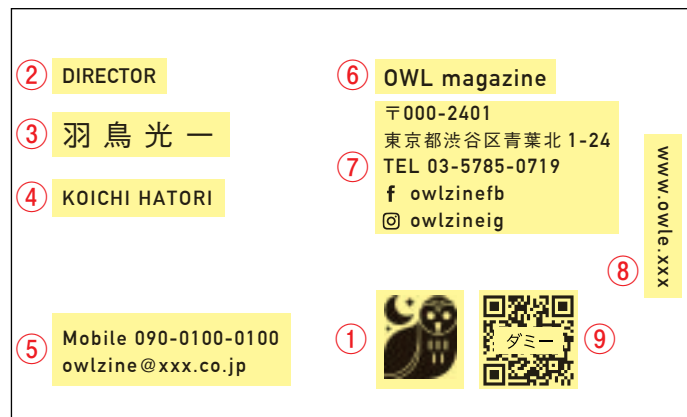 ② DIRECTOR
③ 羽鳥光一
④ KOICHI HATORI
⑤ Mobile 090-0100-0100
owlzine@xxx.co.jp
⑥ OWL magazine
⑦ 〒000-2401
東京都渋谷区青葉北 1-24
TEL 03-5785-0719
owlzinefb
owlzineig
⑧ www.owle.xxx
①
⑨ ダミー